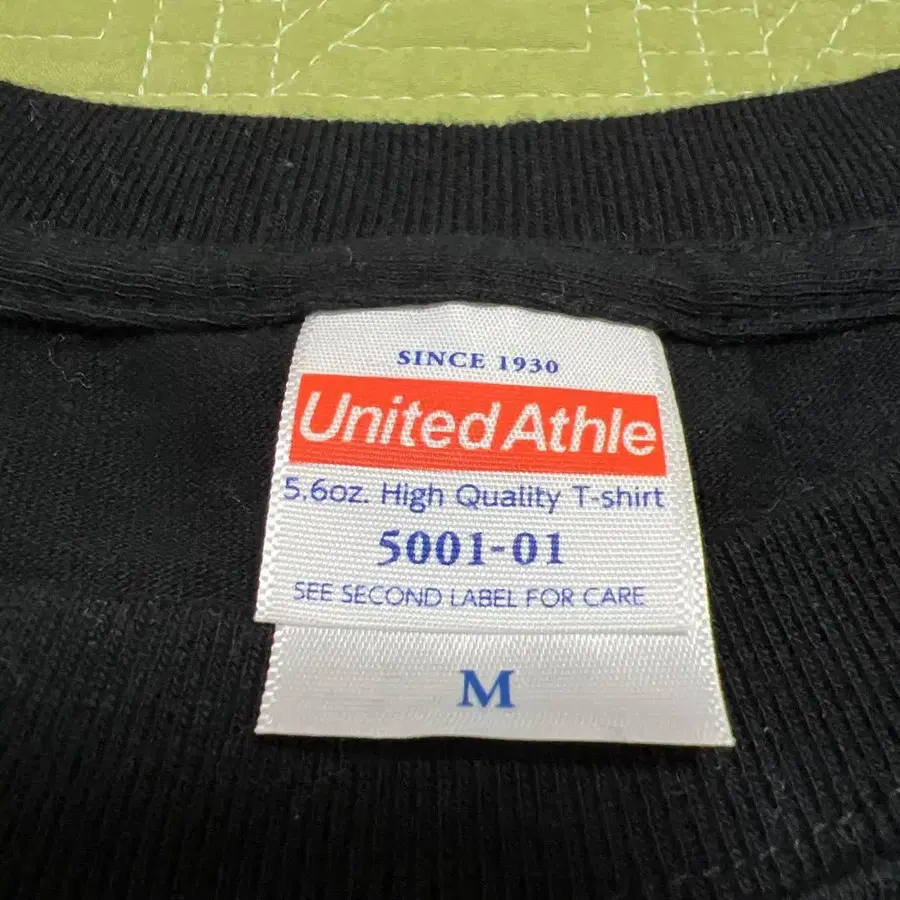 SINCE 1930
United Athle
5.6oz. High Quality T-shirt
5001-01
SEE SECOND LABEL FOR CARE
M